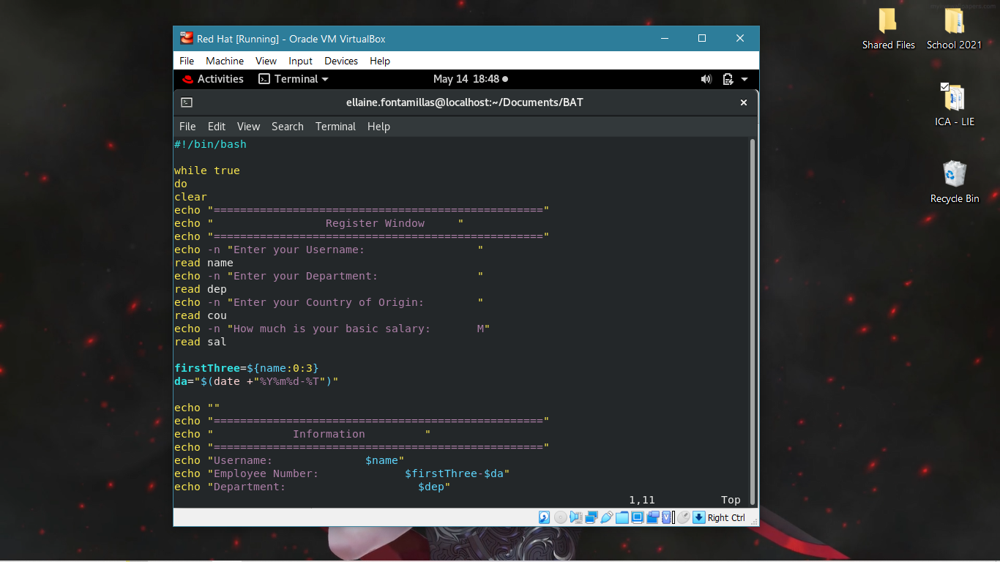 Red Hat [Running] - Oracle VM VirtualBox
File Machine View Input Devices Help
Activities Terminal May 14 18:48
ellaine.fontamillas@localhost:~/Documents/BAT
File Edit View Search Terminal Help
#!/bin/bash
while true
do
clear
echo "=================================================="
echo "                 Register Window     "
echo "=================================================="
echo -n "Enter your Username:                 "
read name
echo -n "Enter your Department:               "
read dep
echo -n "Enter your Country of Origin:        "
read cou
echo -n "How much is your basic salary:       M"
read sal
firstThree=${name:0:3}
da="$(date +"%Y%m%d-%T")"
echo ""
echo "=================================================="
echo "            Information         "
echo "=================================================="
echo "Username:              $name"
echo "Employee Number:             $firstThree-$da"
echo "Department:                    $dep"
1,11 Top
Right Ctrl
Shared Files
School 2021
ICA - LIE
Recycle Bin